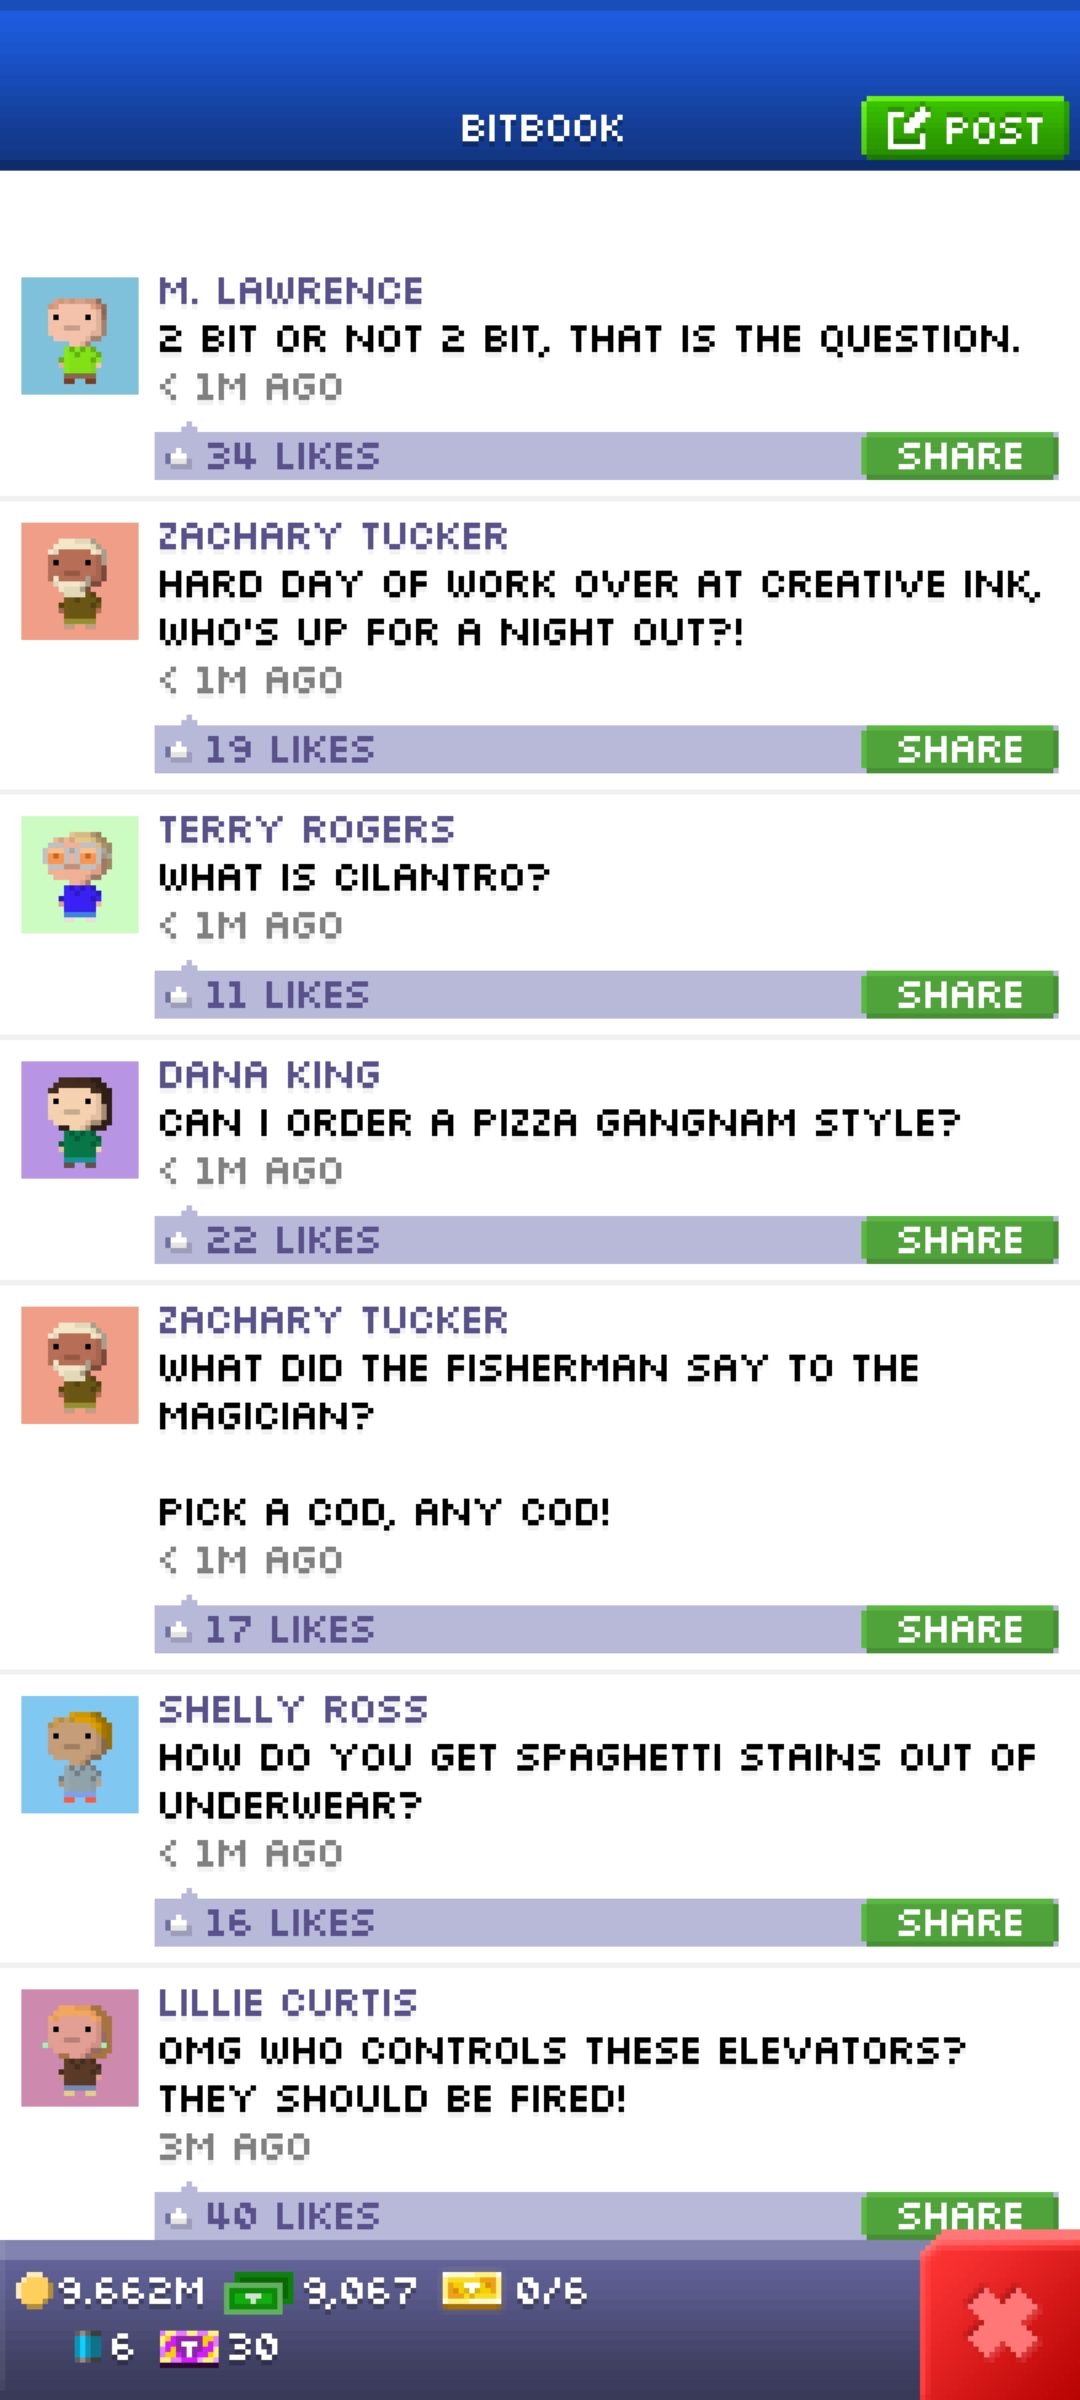 BITBOOK
POST
M. LAWRENCE
2 BIT OR NOT 2 BIT, THAT IS THE QUESTION.
< 1M AGO
34 LIKES
SHARE
ZACHARY TUCKER
HARD DAY OF WORK OVER AT CREATIVE INK,
WHO'S UP FOR A NIGHT OUT?!
< 1M AGO
19 LIKES
SHARE
TERRY ROGERS
WHAT IS CILANTRO?
< 1M AGO
11 LIKES
SHARE
DANA KING
CAN I ORDER A PIZZA GANGNAM STYLE?
< 1M AGO
22 LIKES
SHARE
ZACHARY TUCKER
WHAT DID THE FISHERMAN SAY TO THE
MAGICIAN?
PICK A COD, ANY COD!
< 1M AGO
17 LIKES
SHARE
SHELLY ROSS
HOW DO YOU GET SPAGHETTI STAINS OUT OF
UNDERWEAR?
< 1M AGO
16 LIKES
SHARE
LILLIE CURTIS
OMG WHO CONTROLS THESE ELEVATORS?
THEY SHOULD BE FIRED!
3M AGO
40 LIKES
SHARE
9.662M 9,067 0/6
6 T 30